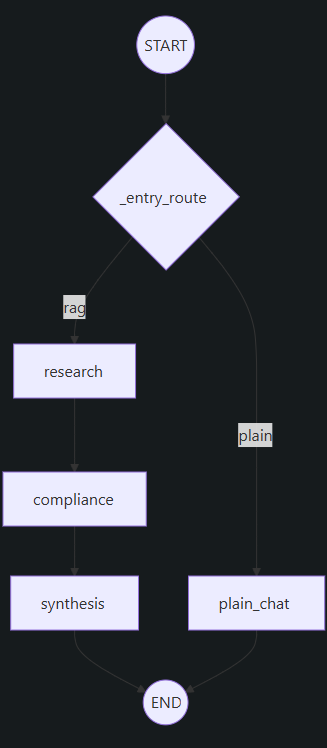 START
_entry_route
rag
research
plain
compliance
synthesis
plain_chat
END